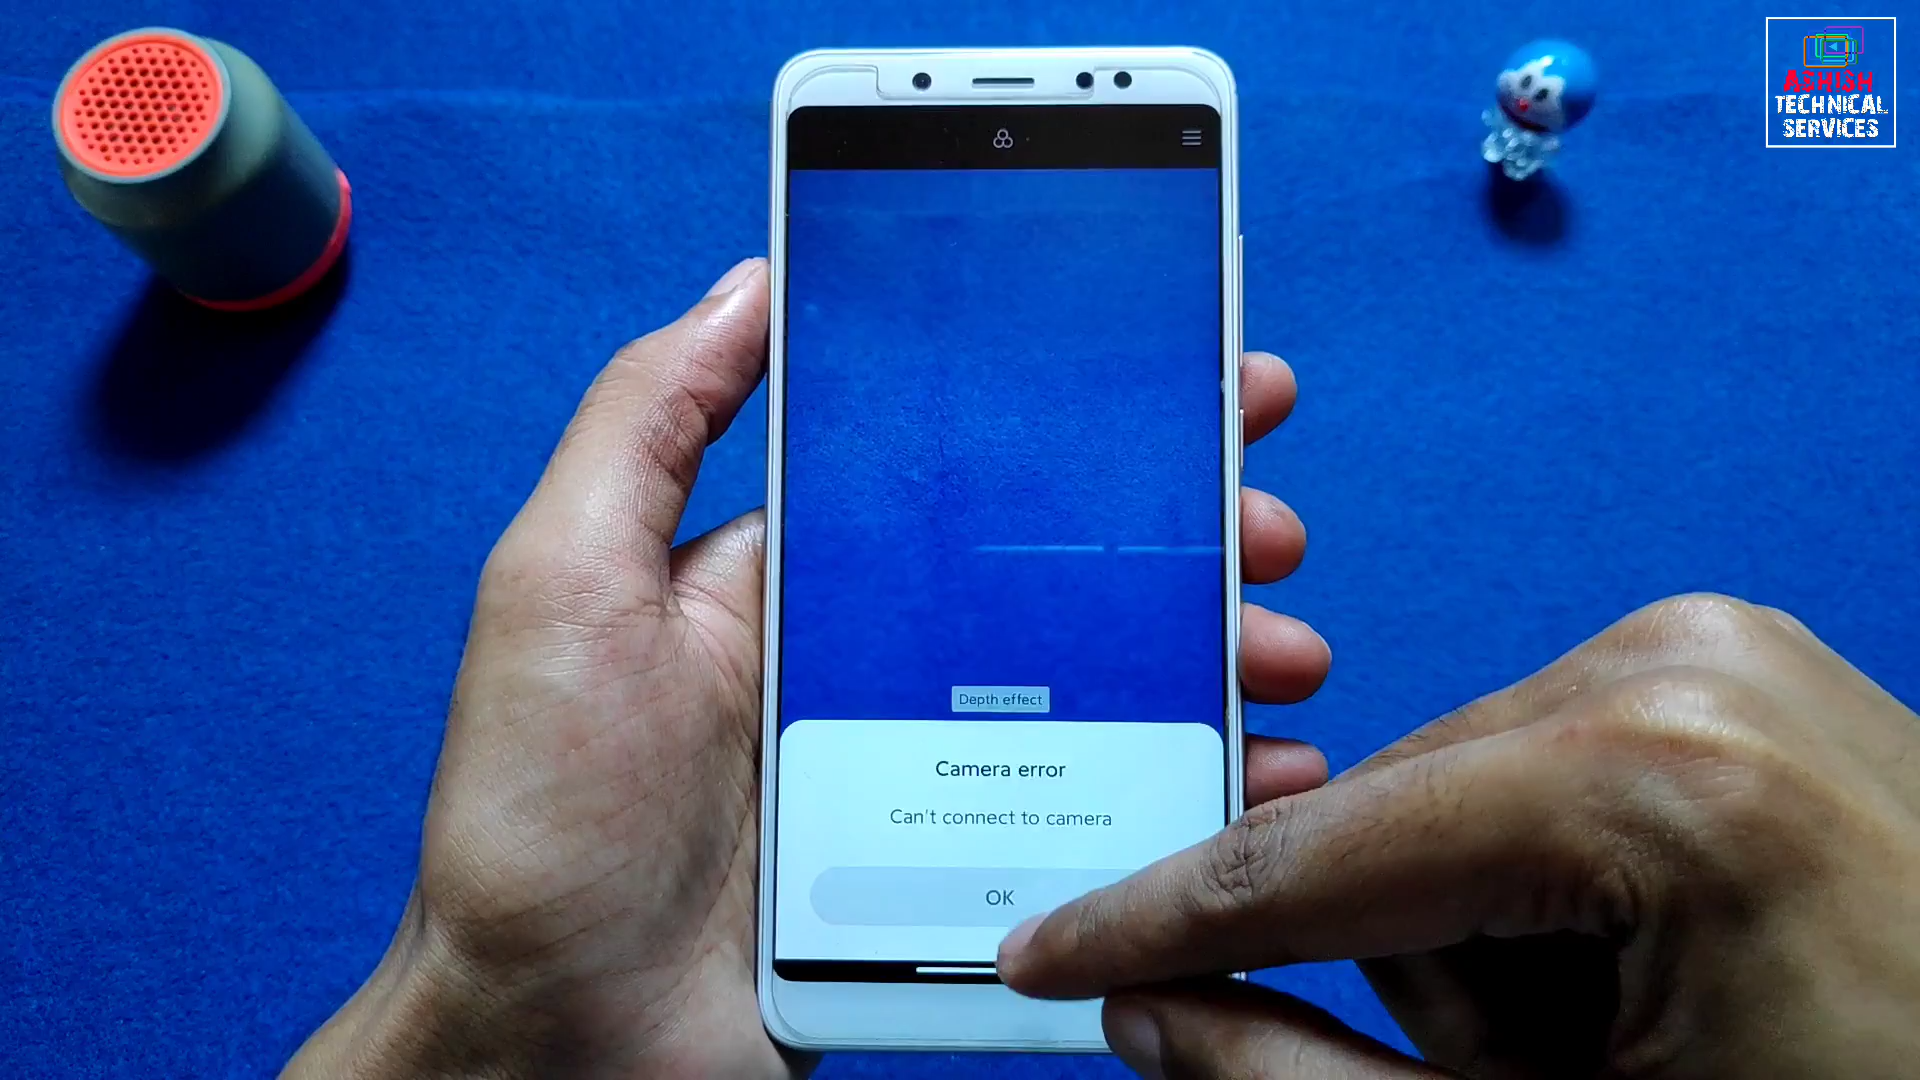 ASHISH
TECHNICAL
SERVICES
Depth effect
Camera error
Can't connect to camera
OK